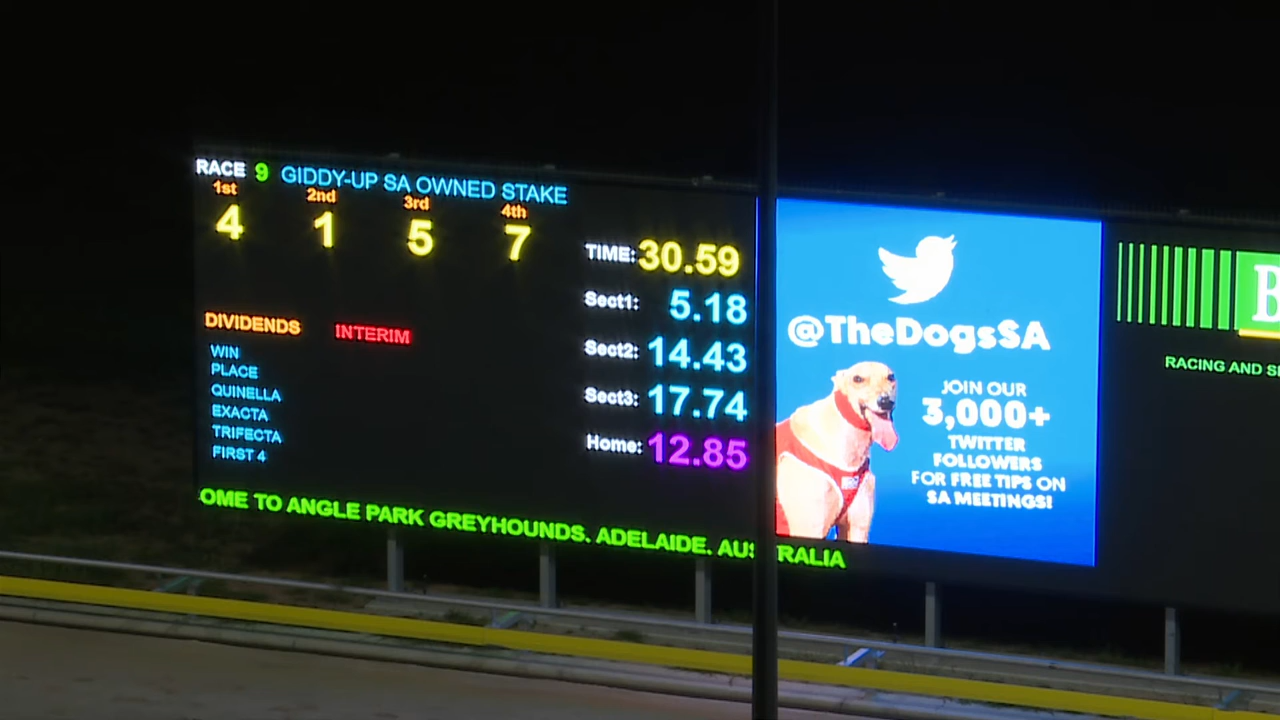 RACE 9 GIDDY-UP SA OWNED STAKE
1st 2nd 3rd 4th
4 1 5 7
TIME: 30.59
Sect1: 5.18
Sect2: 14.43
Sect3: 17.74
Home: 12.85
DIVIDENDS INTERIM
WIN
PLACE
QUINELLA
EXACTA
TRIFECTA
FIRST 4
OME TO ANGLE PARK GREYHOUNDS. ADELAIDE. AUS RALIA
@TheDogsSA
JOIN OUR
3,000+
TWITTER
FOLLOWERS
FOR FREE TIPS ON
SA MEETINGS!
B
RACING AND